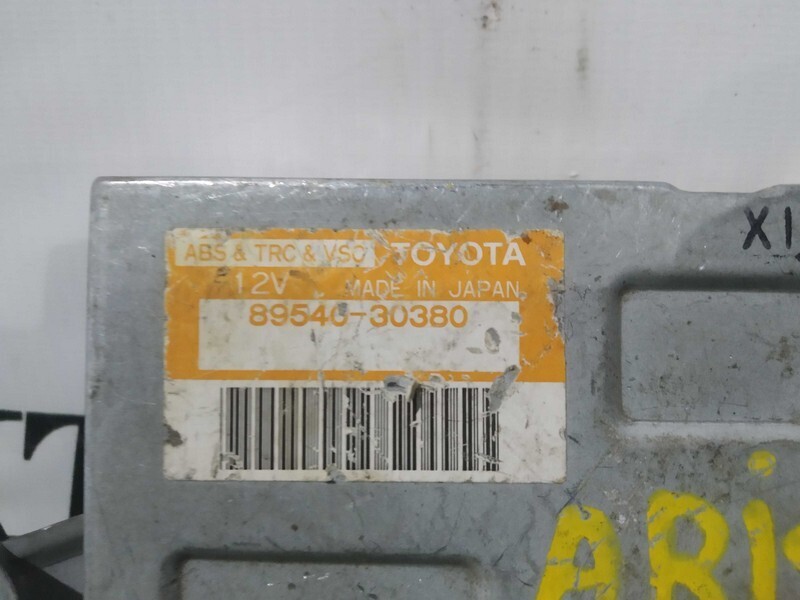 ABS & TRC & VSC TOYOTA
12V MADE IN JAPAN
89540-30380